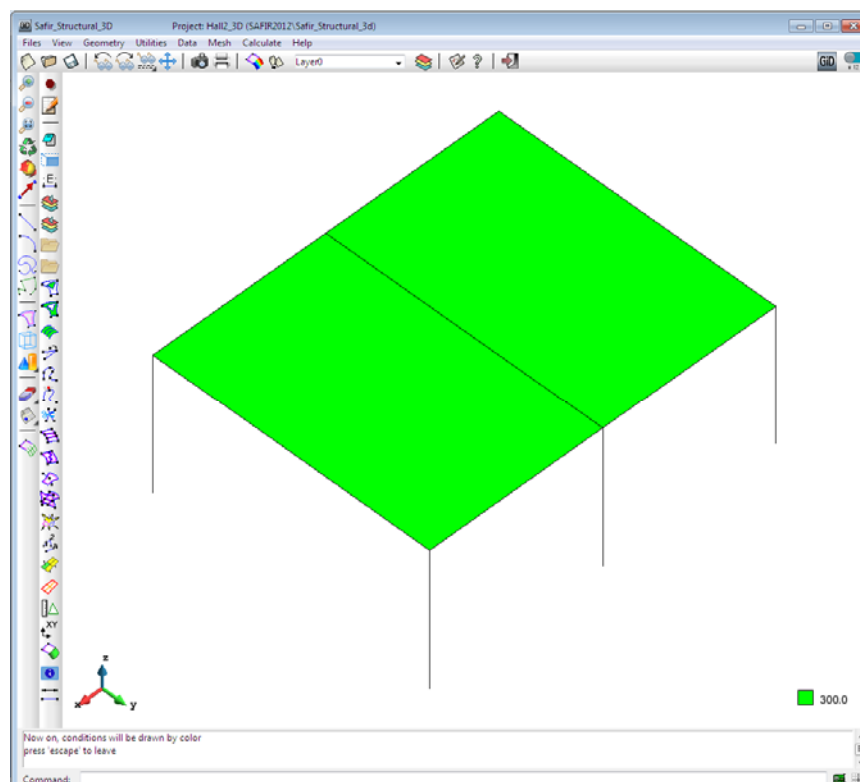 Safir_Structural_3D Project: Hall2_3D (SAFIR2012\Safir_Structural_3d)
Files View Geometry Utilities Data Mesh Calculate Help
Layer0
GiD
E
XY
z
x
y
300.0
Now on, conditions will be drawn by color
press 'escape' to leave
Command: